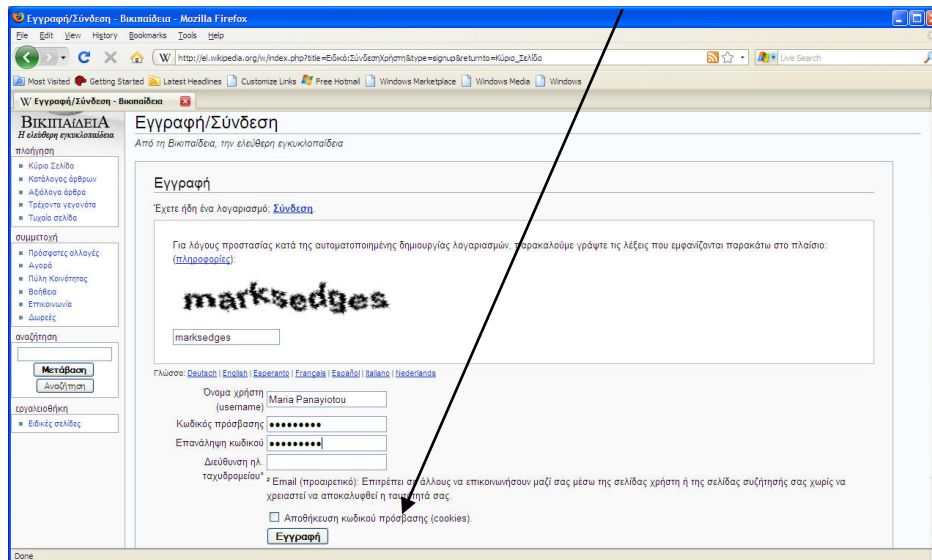 Εγγραφή/Σύνδεση - Βικιπαίδεια - Mozilla Firefox
File Edit View History Bookmarks Tools Help
W http://el.wikipedia.org/w/index.php?title=Ειδικό:ΣύνδεσηΧρήστη&type=signup&returnto=Κύρια_Σελίδα
Live Search
Most Visited Getting Started Latest Headlines Customize Links Free Hotmail Windows Marketplace Windows Media Windows
W Εγγραφή/Σύνδεση - Βικιπαίδεια
ΒΙΚΙΠΑίΔΕΙΑ
Η ελεύθερη εγκυκλοπαίδεια
πλοήγηση
Κύρια Σελίδα
Κατάλογος άρθρων
Αξιόλογα άρθρα
Τρέχοντα γεγονότα
Τυχαία σελίδα
συμμετοχή
Πρόσφατες αλλαγές
Αγορά
Πύλη Κοινότητας
Βοήθεια
Επικοινωνία
Δωρεές
αναζήτηση
Μετάβαση
Αναζήτηση
εργαλειοθήκη
Ειδικές σελίδες
Εγγραφή/Σύνδεση
Από τη Βικιπαίδεια, την ελεύθερη εγκυκλοπαίδεια
Εγγραφή
Έχετε ήδη ένα λογαριασμό; Σύνδεση.
Για λόγους προστασίας κατά της αυτοματοποιημένης δημιουργίας λογαριασμών, παρακαλούμε γράψτε τις λέξεις που εμφανίζονται παρακάτω στο πλαίσιο:
(πληροφορίες):
marksedges
marksedges
Γλώσσα: Deutsch | English | Esperanto | Français | Español | Italiano | Nederlands
Όνομα χρήστη
(username) Maria Panayiotou
Κωδικός πρόσβασης •••••••••
Επανάληψη κωδικού •••••••••
Διεύθυνση ηλ.
ταχυδρομείου*
² Email (προαιρετικό): Επιτρέπει σε άλλους να επικοινωνήσουν μαζί σας μέσω της σελίδας χρήστη ή της σελίδας συζήτησής σας χωρίς να
χρειαστεί να αποκαλυφθεί η ταυτότητά σας.
Αποθήκευση κωδικού πρόσβασης (cookies).
Εγγραφή
Done